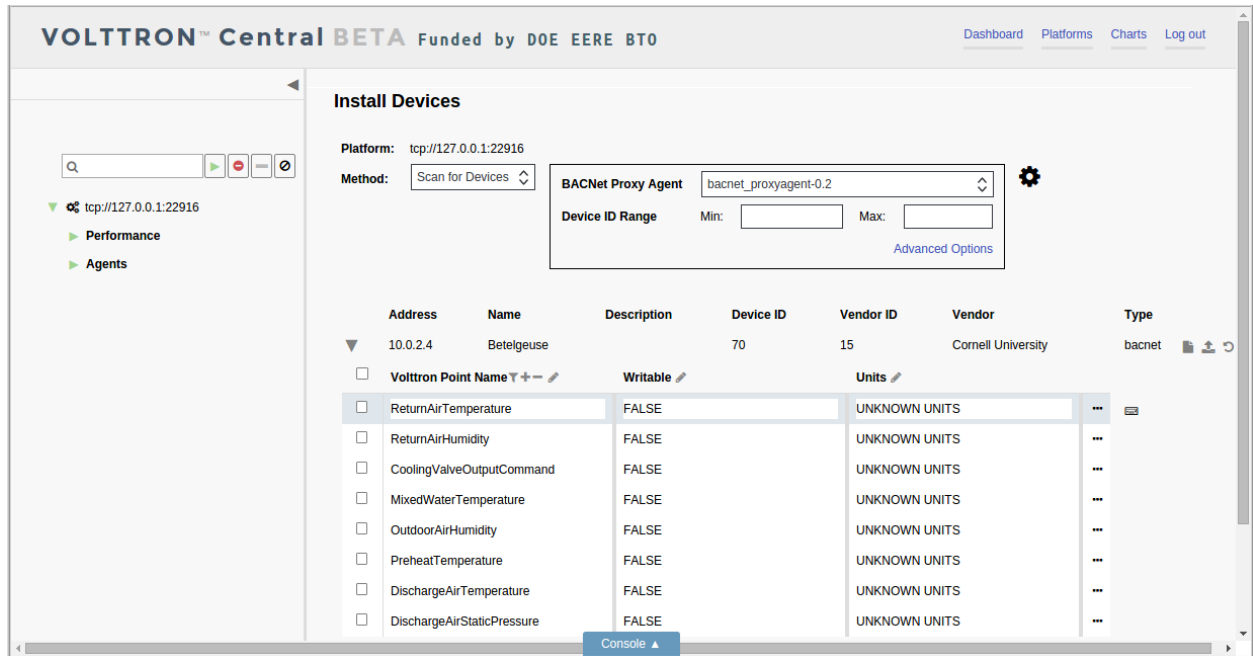 VOLTTRON™ Central BETA Funded by DOE EERE BTO
Dashboard Platforms Charts Log out
Install Devices
Platform: tcp://127.0.0.1:22916
Method: Scan for Devices
BACNet Proxy Agent bacnet_proxyagent-0.2
Device ID Range Min: Max:
Advanced Options
tcp://127.0.0.1:22916
Performance
Agents
Address Name Description Device ID Vendor ID Vendor Type
10.0.2.4 Betelgeuse 70 15 Cornell University bacnet
Volttron Point Name Writable Units
ReturnAirTemperature FALSE UNKNOWN UNITS
ReturnAirHumidity FALSE UNKNOWN UNITS
CoolingValveOutputCommand FALSE UNKNOWN UNITS
MixedWaterTemperature FALSE UNKNOWN UNITS
OutdoorAirHumidity FALSE UNKNOWN UNITS
PreheatTemperature FALSE UNKNOWN UNITS
DischargeAirTemperature FALSE UNKNOWN UNITS
DischargeAirStaticPressure FALSE UNKNOWN UNITS
Console ▲